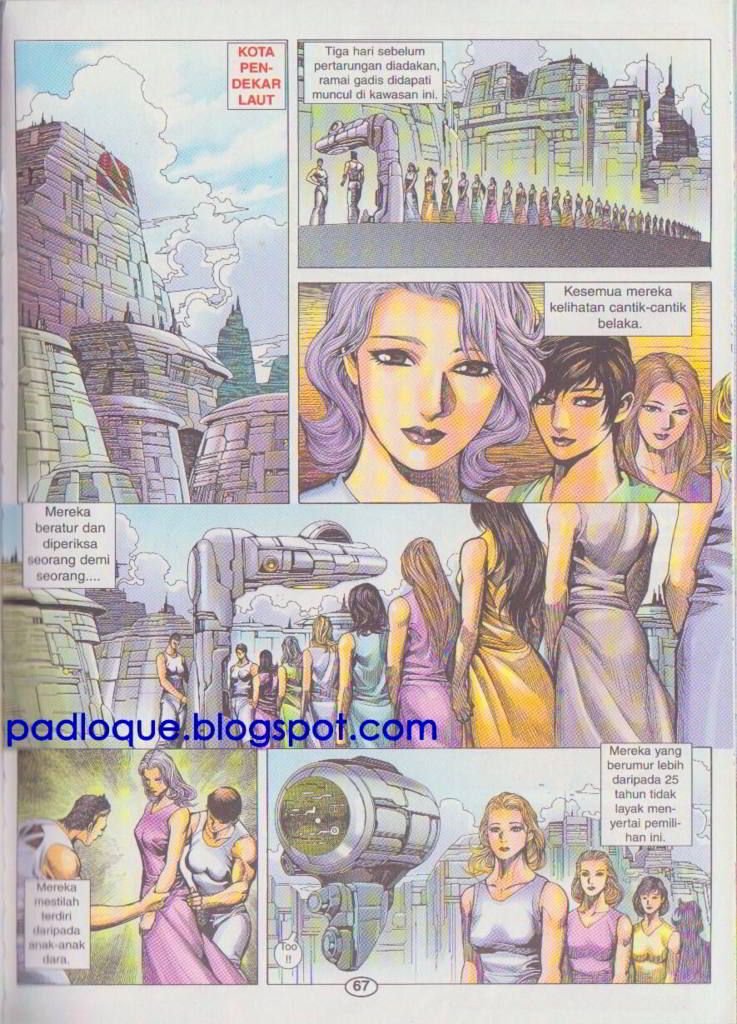 KOTA
PEN-
DEKAR
LAUT
Tiga hari sebelum
pertarungan diadakan,
ramai gadis didapati
muncul di kawasan ini.
Kesemua mereka
kelihatan cantik-cantik
belaka.
Mereka
beratur dan
diperiksa
seorang demi
seorang....
padloque.blogspot.com
Mereka
mestilah
terdiri
daripada
anak-anak
dara.
Mereka yang
berumur lebih
daripada 25
tahun tidak
layak men-
yertai pemili-
han ini.
Too
!!
67